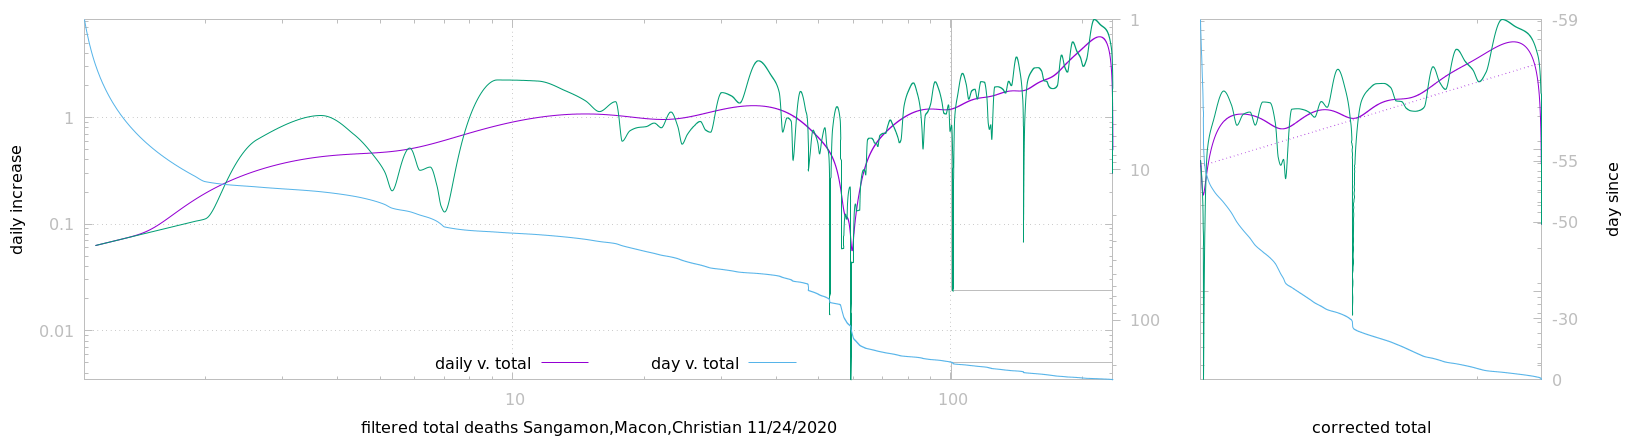 daily increase
1
0.1
0.01
10
100
1
10
100
daily v. total
day v. total
filtered total deaths Sangamon,Macon,Christian 11/24/2020
-59
-55
-50
-30
0
day since
corrected total